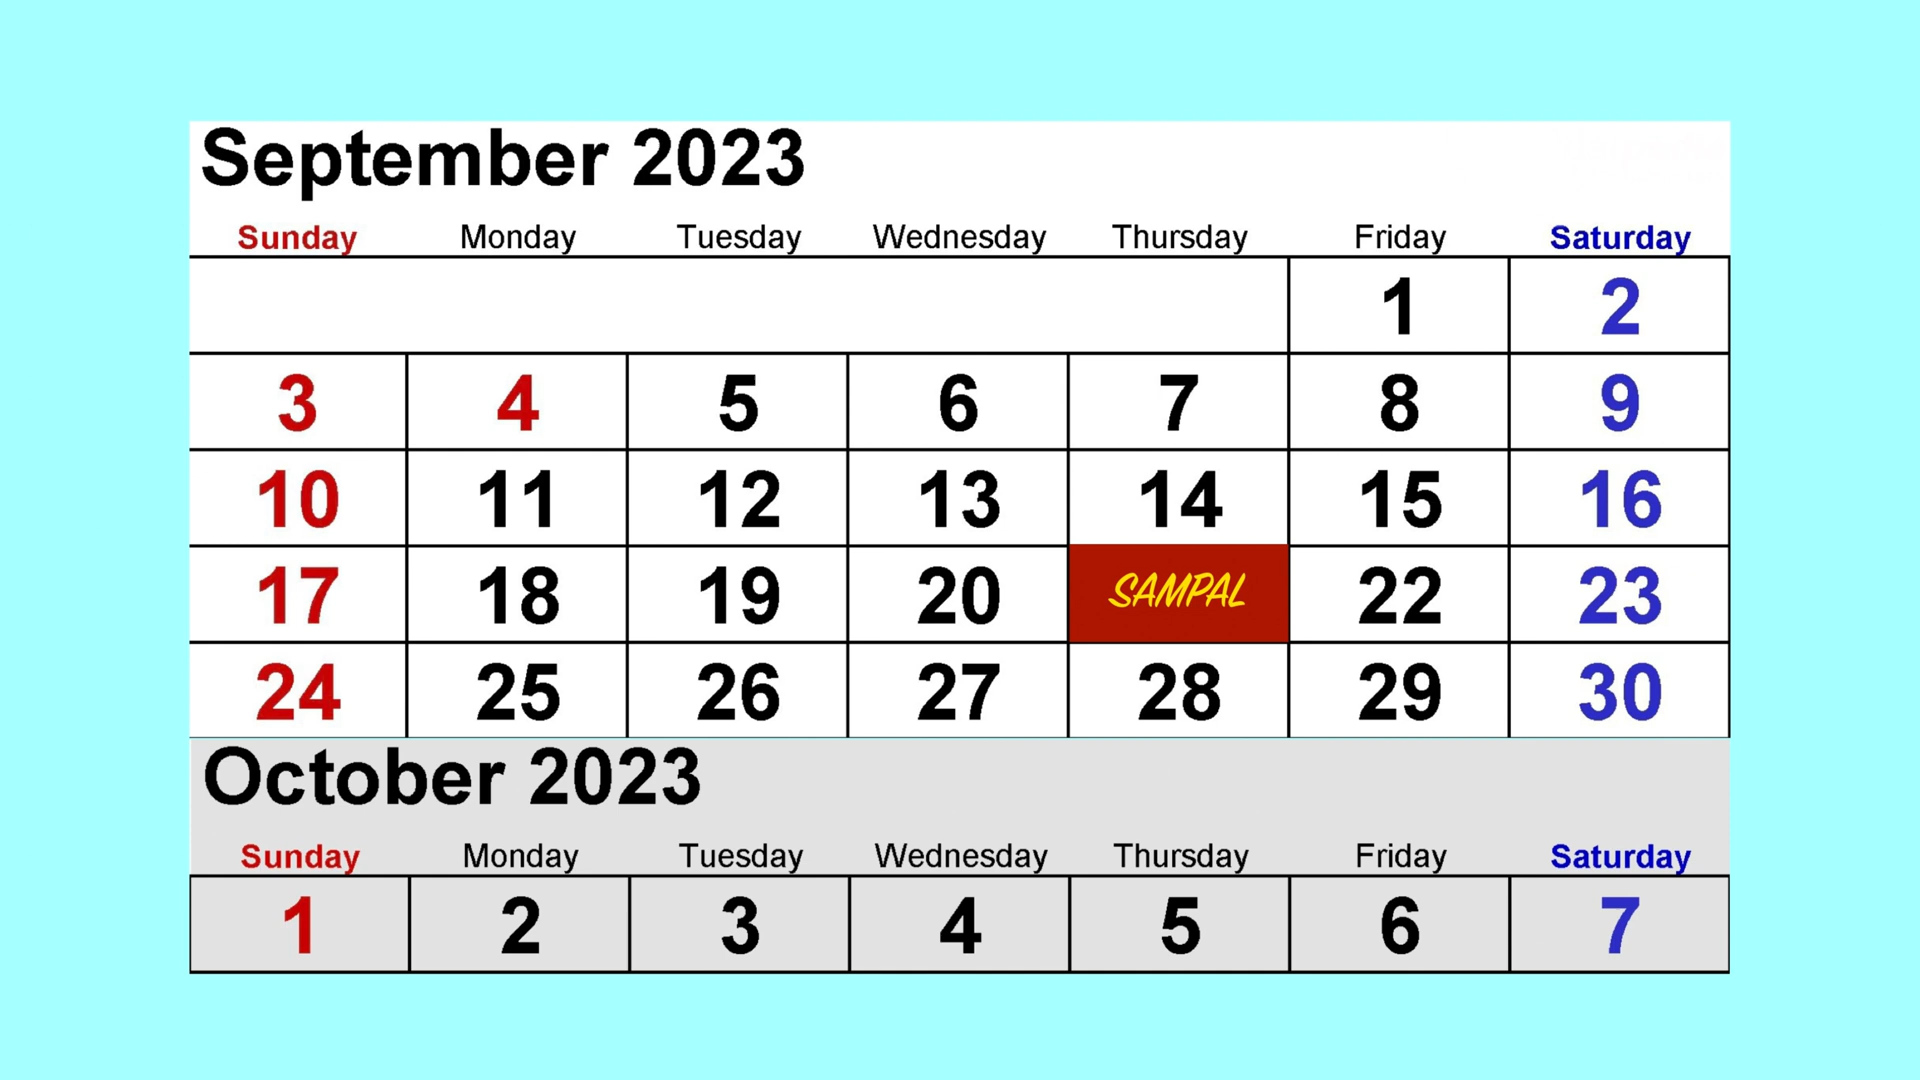 September 2023
Sunday Monday Tuesday Wednesday Thursday Friday Saturday
1 2
3 4 5 6 7 8 9
10 11 12 13 14 15 16
17 18 19 20 SAMPAL 22 23
24 25 26 27 28 29 30
October 2023
Sunday Monday Tuesday Wednesday Thursday Friday Saturday
1 2 3 4 5 6 7